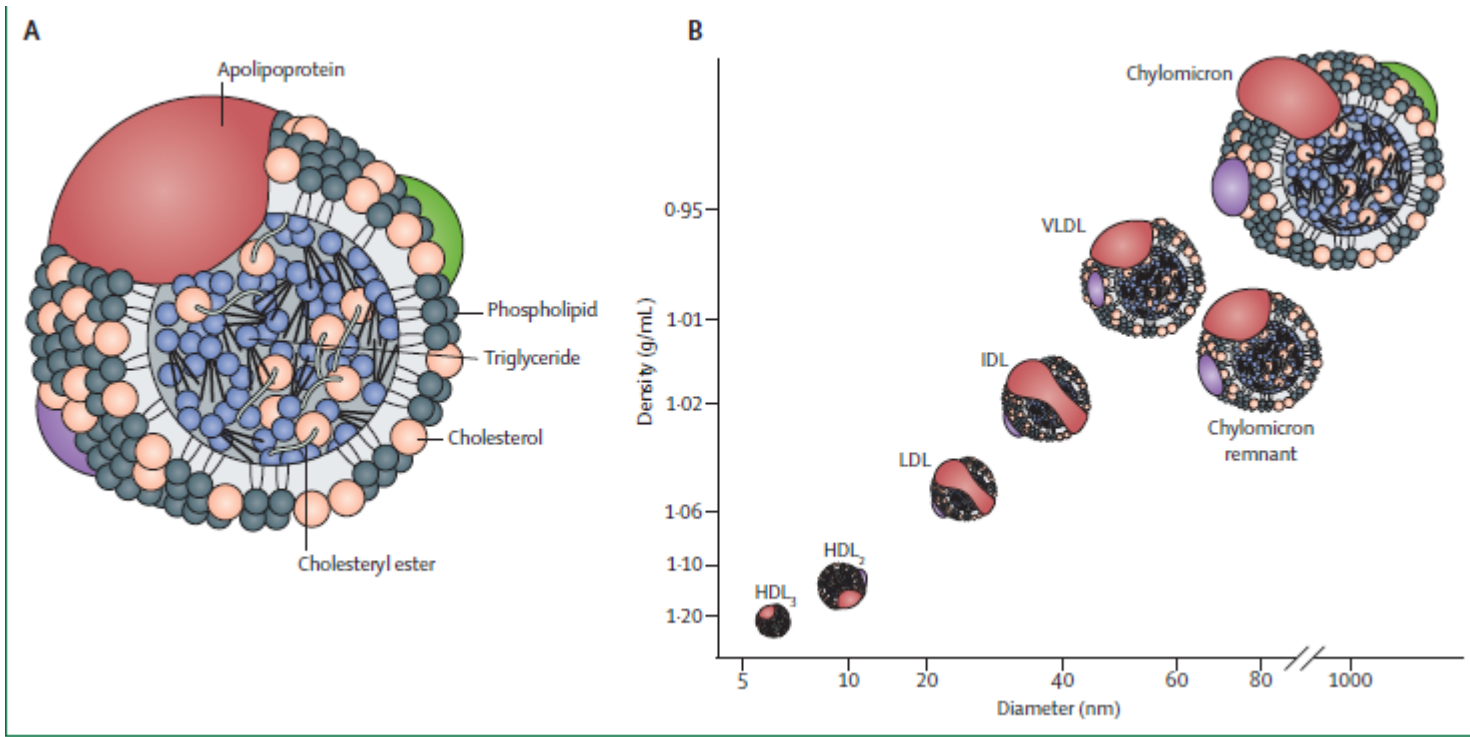 A
Apolipoprotein
Phospholipid
Triglyceride
Cholesterol
Cholesteryl ester
B
Chylomicron
VLDL
Chylomicron
remnant
IDL
LDL
HDL₂
HDL₃
Density (g/mL)
0·95
1·01
1·02
1·06
1·10
1·20
5
10
20
40
60
80
1000
Diameter (nm)